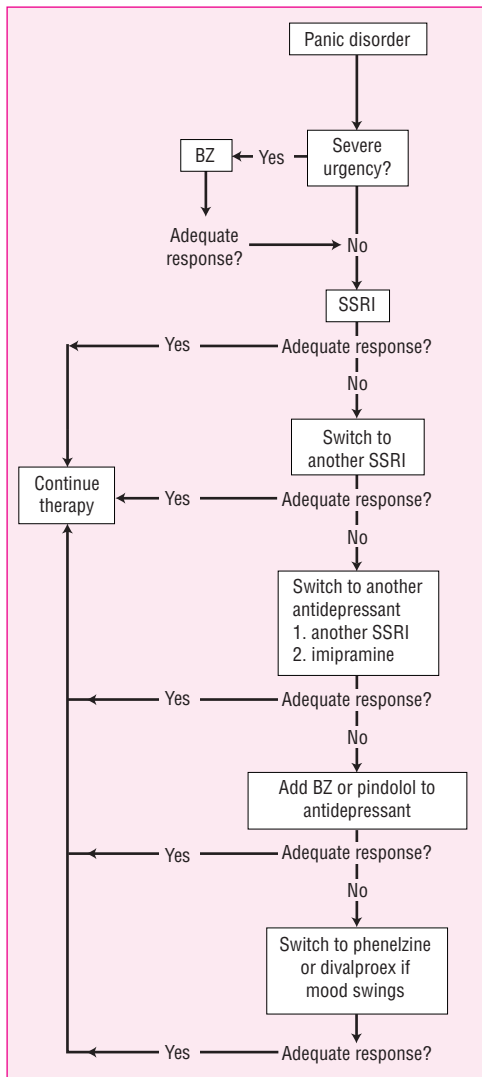 Panic disorder
Severe
urgency?
Yes
BZ
Adequate
response?
No
SSRI
Adequate response?
Yes
No
Switch to
another SSRI
Continue
therapy
Adequate response?
Yes
No
Switch to another
antidepressant
1. another SSRI
2. imipramine
Adequate response?
Yes
No
Add BZ or pindolol to
antidepressant
Adequate response?
Yes
No
Switch to phenelzine
or divalproex if
mood swings
Adequate response?
Yes